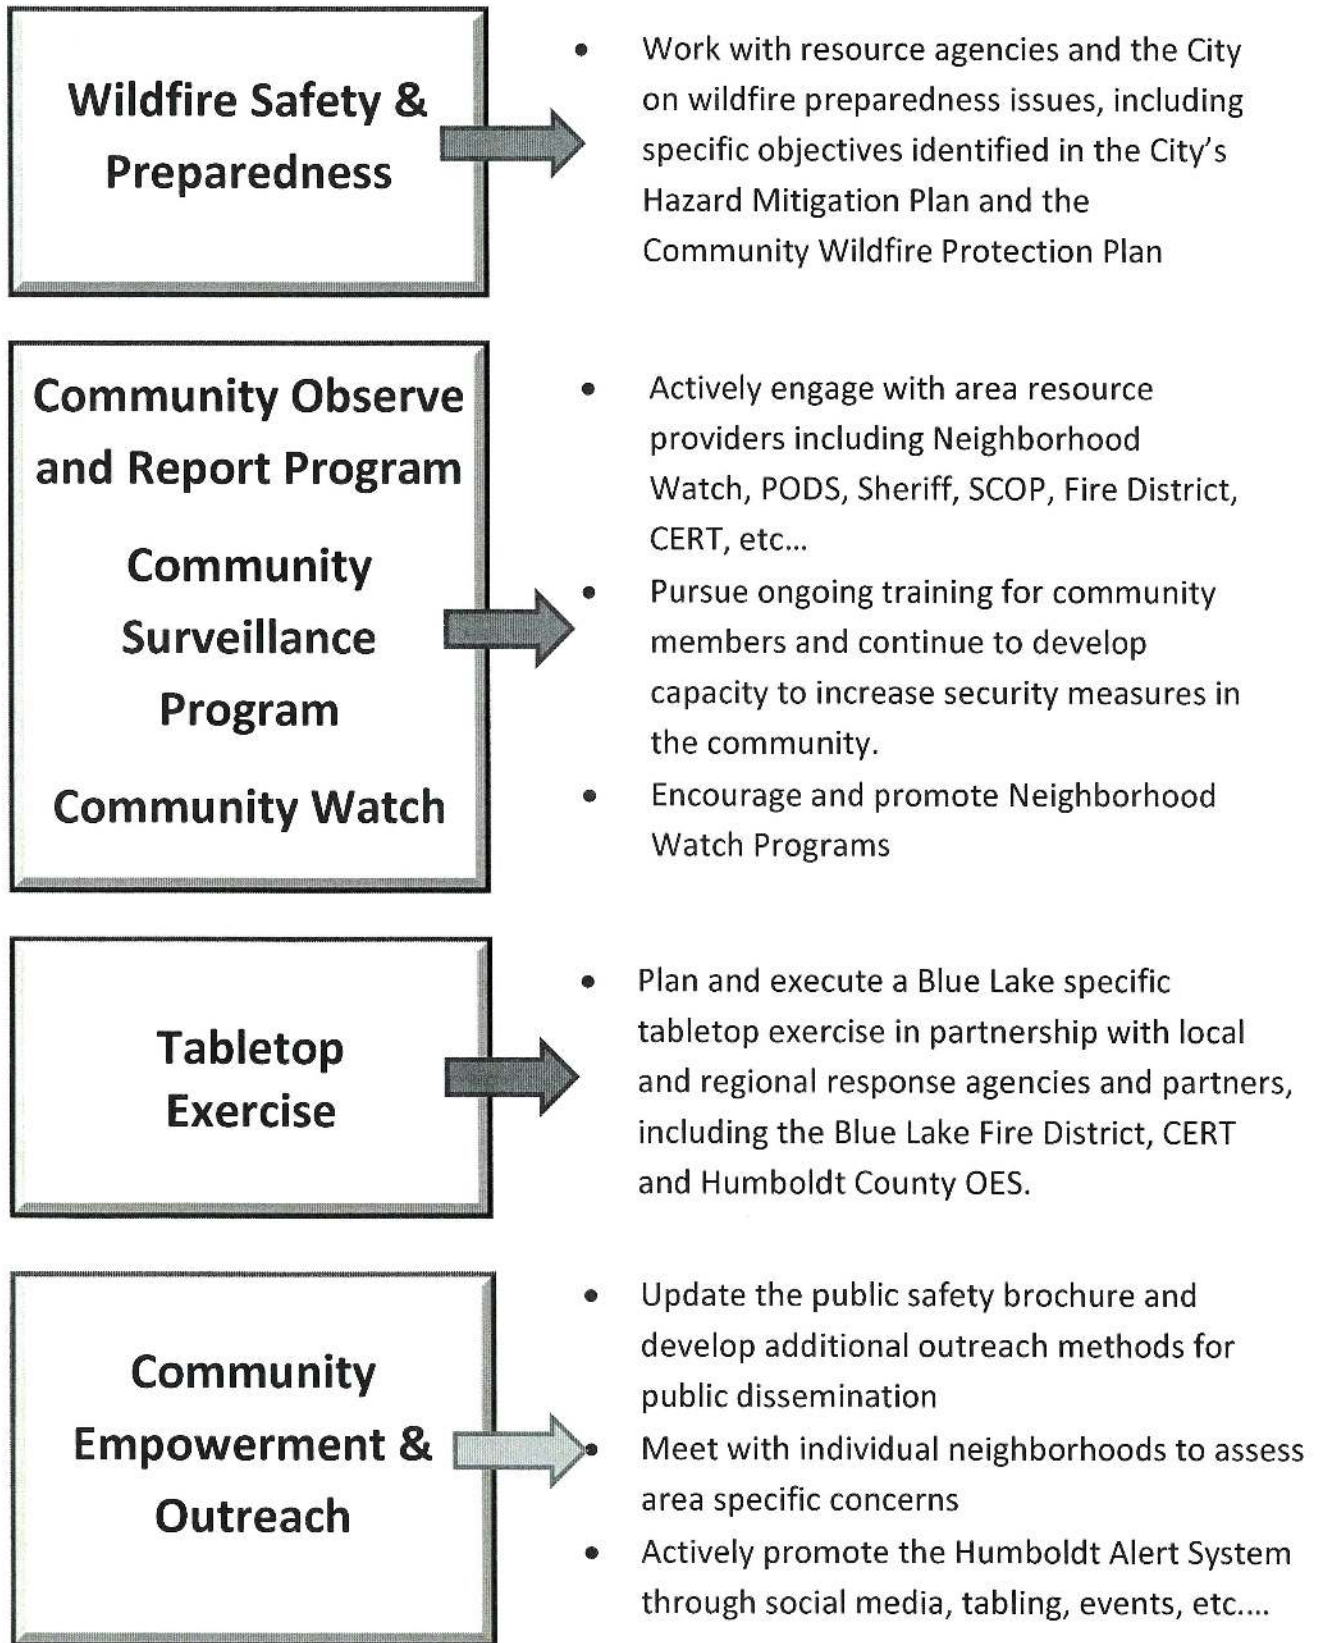 Wildfire Safety &
Preparedness
• Work with resource agencies and the City
on wildfire preparedness issues, including
specific objectives identified in the City's
Hazard Mitigation Plan and the
Community Wildfire Protection Plan
Community Observe
and Report Program
Community
Surveillance
Program
Community Watch
• Actively engage with area resource
providers including Neighborhood
Watch, PODS, Sheriff, SCOP, Fire District,
CERT, etc...
• Pursue ongoing training for community
members and continue to develop
capacity to increase security measures in
the community.
• Encourage and promote Neighborhood
Watch Programs
Tabletop
Exercise
• Plan and execute a Blue Lake specific
tabletop exercise in partnership with local
and regional response agencies and partners,
including the Blue Lake Fire District, CERT
and Humboldt County OES.
Community
Empowerment &
Outreach
• Update the public safety brochure and
develop additional outreach methods for
public dissemination
• Meet with individual neighborhoods to assess
area specific concerns
• Actively promote the Humboldt Alert System
through social media, tabling, events, etc....